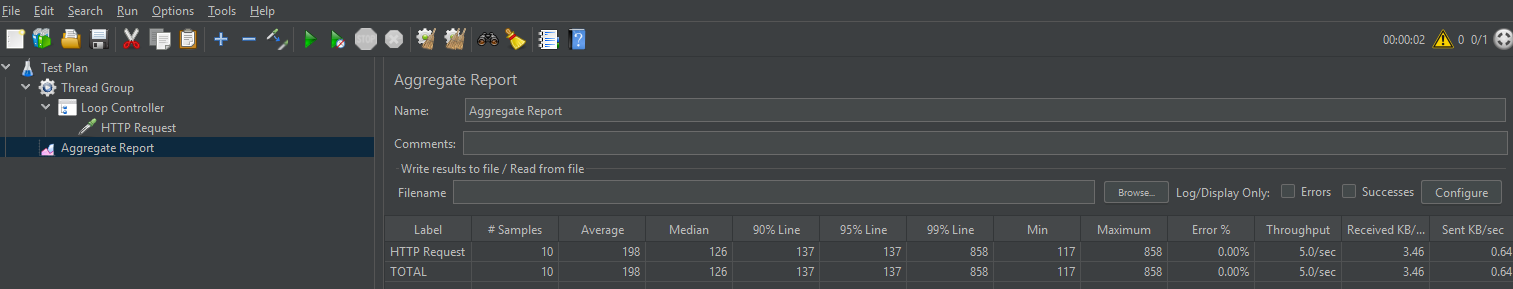 File Edit Search Run Options Tools Help
STOP 00:00:02 0 0/1
Test Plan
Thread Group
Loop Controller
HTTP Request
Aggregate Report
Aggregate Report
Name: Aggregate Report
Comments:
Write results to file / Read from file
Filename Browse... Log/Display Only: Errors Successes Configure
Label # Samples Average Median 90% Line 95% Line 99% Line Min Maximum Error % Throughput Received KB/... Sent KB/sec
HTTP Request 10 198 126 137 137 858 117 858 0.00% 5.0/sec 3.46 0.64
TOTAL 10 198 126 137 137 858 117 858 0.00% 5.0/sec 3.46 0.64